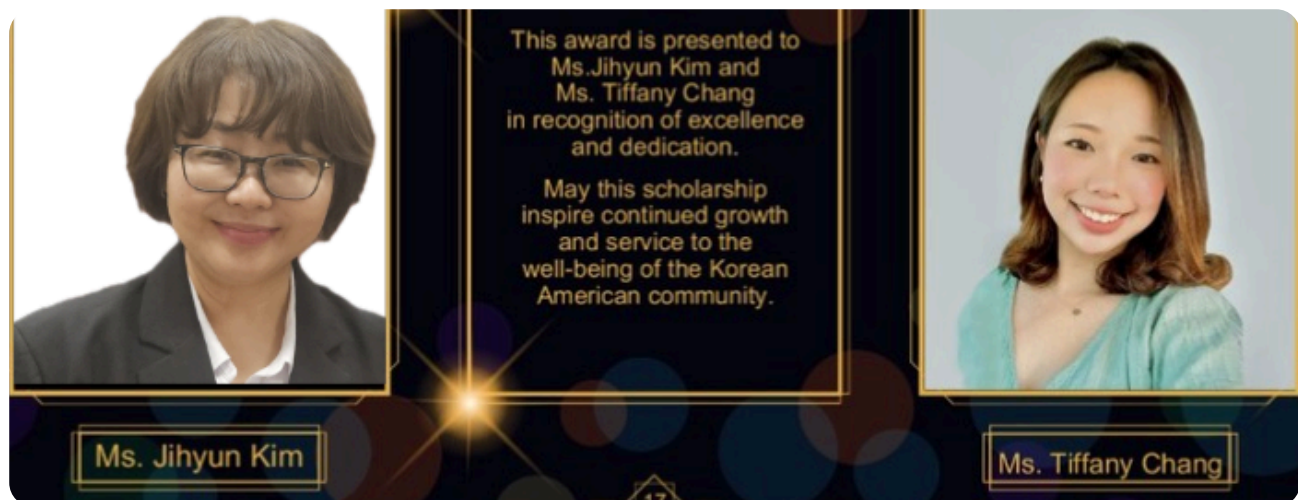 This award is presented to
Ms.Jihyun Kim and
Ms. Tiffany Chang
in recognition of excellence
and dedication.
May this scholarship
inspire continued growth
and service to the
well-being of the Korean
American community.
Ms. Jihyun Kim
Ms. Tiffany Chang
17